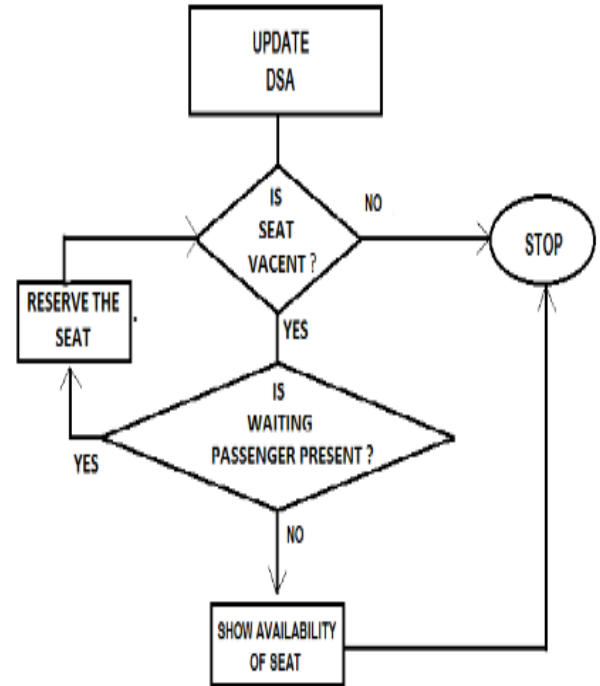 UPDATE
DSA
IS
SEAT
VACENT ?
NO
STOP
RESERVE THE
SEAT
YES
IS
WAITING
PASSENGER PRESENT ?
YES
NO
SHOW AVAILABILITY
OF SEAT